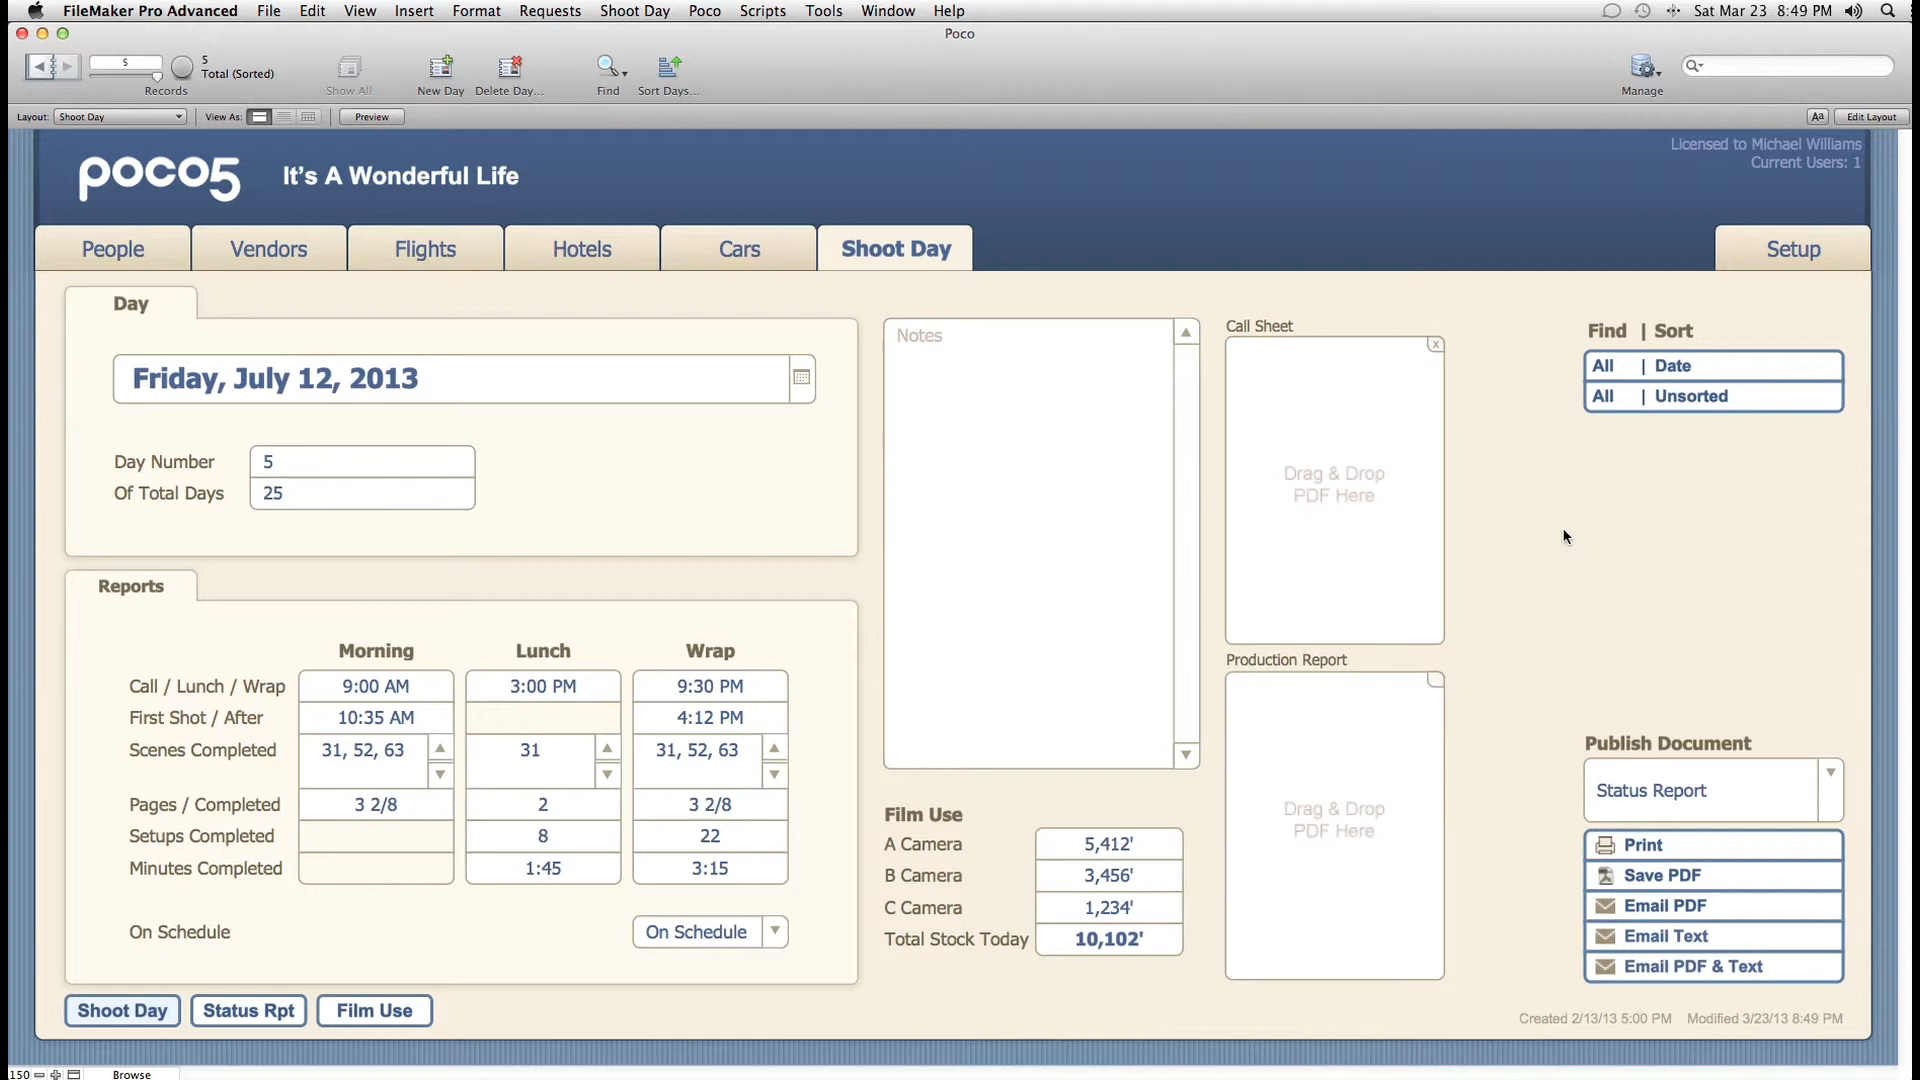 FileMaker Pro Advanced File Edit View Insert Format Requests Shoot Day Poco Scripts Tools Window Help Sat Mar 23 8:49 PM
Poco
5
5
Total (Sorted)
Records
Show All
New Day
Delete Day...
Find
Sort Days...
Manage
Layout: Shoot Day View As: Preview Aa Edit Layout
Licensed to Michael Williams
Current Users: 1
poco5 It's A Wonderful Life
People Vendors Flights Hotels Cars Shoot Day Setup
Day
Friday, July 12, 2013
Day Number 5
Of Total Days 25
Reports
Morning Lunch Wrap
Call / Lunch / Wrap 9:00 AM 3:00 PM 9:30 PM
First Shot / After 10:35 AM 4:12 PM
Scenes Completed 31, 52, 63 31 31, 52, 63
Pages / Completed 3 2/8 2 3 2/8
Setups Completed 8 22
Minutes Completed 1:45 3:15
On Schedule On Schedule
Notes
Film Use
A Camera 5,412'
B Camera 3,456'
C Camera 1,234'
Total Stock Today 10,102'
Call Sheet
x
Drag & Drop
PDF Here
Production Report
Drag & Drop
PDF Here
Find | Sort
All | Date
All | Unsorted
Publish Document
Status Report
Print
Save PDF
Email PDF
Email Text
Email PDF & Text
Shoot Day Status Rpt Film Use
Created 2/13/13 5:00 PM Modified 3/23/13 8:49 PM
150 Browse